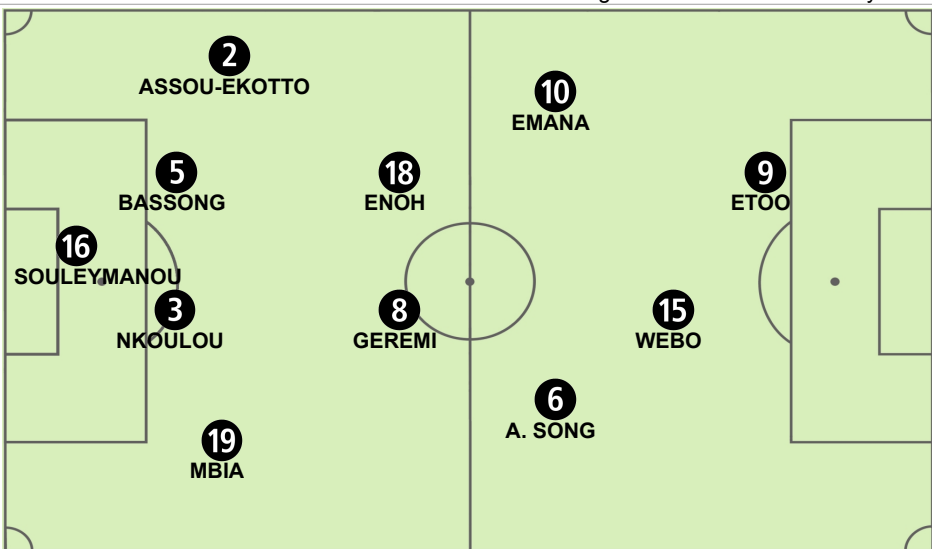 2
ASSOU-EKOTTO
10
EMANA
5
BASSONG
18
ENOH
9
ETOO
16
SOULEYMANOU
3
NKOULOU
8
GEREMI
15
WEBO
6
A. SONG
19
MBIA